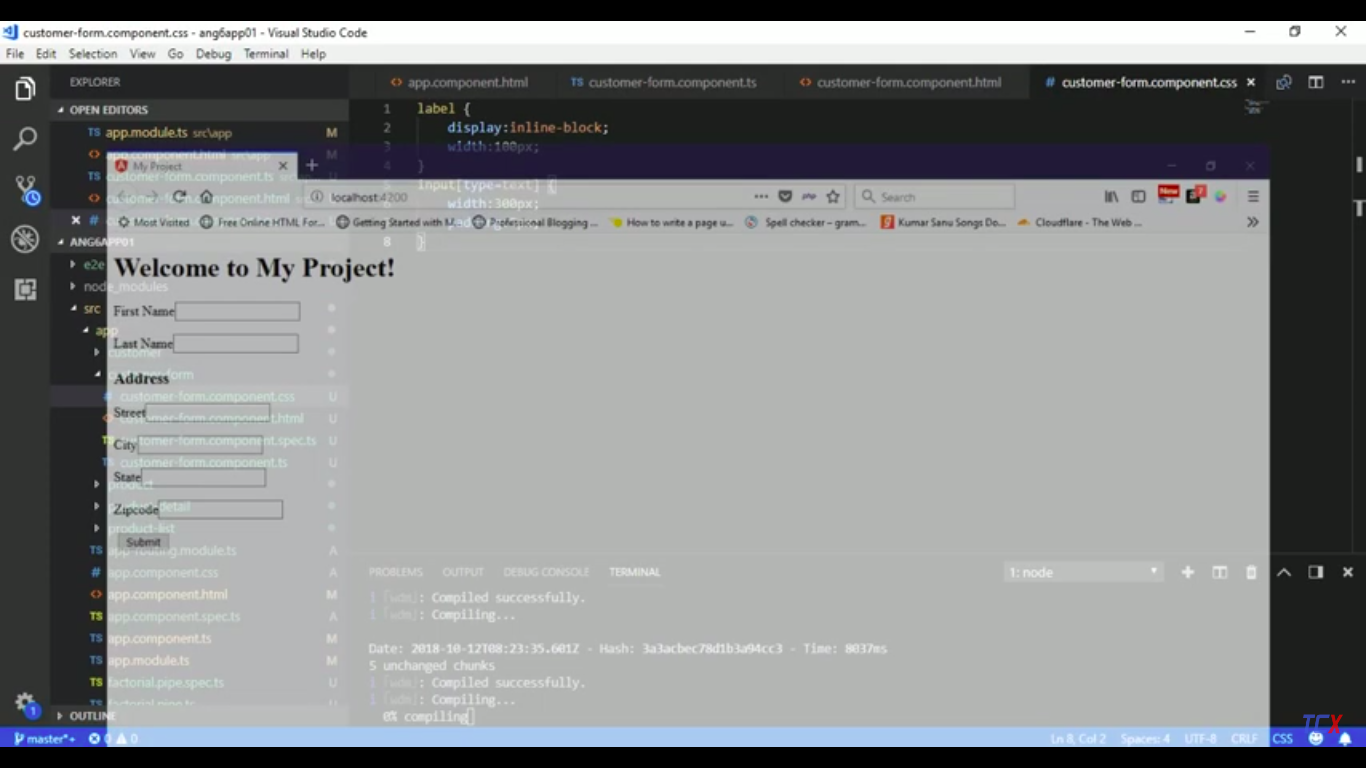 customer-form.component.css - ang6app01 - Visual Studio Code
File Edit Selection View Go Debug Terminal Help
EXPLORER
app.component.html
TS customer-form.component.ts
customer-form.component.html
# customer-form.component.css
OPEN EDITORS
TS app.module.ts src\app M
app.component.html src\app M
TS customer-form.component.ts
customer-form.component.html
ANG6APP01
e2e
node_modules
src
app
customer
customer-form
customer-form.component.css U
customer-form.component.html U
TS customer-form.component.spec.ts U
TS customer-form.component.ts U
product
product-detail
product-list
TS app-routing.module.ts A
# app.component.css A
app.component.html M
TS app.component.spec.ts A
TS app.component.ts M
TS app.module.ts M
TS factorial.pipe.spec.ts U
TS factorial.pipe.ts U
OUTLINE
1 label {
2 display:inline-block;
width:100px;
4 }
5 input[type=text] {
width:300px;
8 }
My Project
localhost:4200
Search
New
7
Most Visited
Free Online HTML For...
Getting Started with
Professional Blogging ...
How to write a page u...
Spell checker – gram...
Kumar Sanu Songs Do...
Cloudflare - The Web ...
Welcome to My Project!
First Name
Last Name
Address
Street
City
State
Zipcode
Submit
PROBLEMS OUTPUT DEBUG CONSOLE TERMINAL
1: node
i [wdm]: Compiled successfully.
i [wdm]: Compiling...
Date: 2018-10-12T08:23:35.601Z - Hash: 3a3acbec78d1b3a94cc3 - Time: 8037ms
5 unchanged chunks
i [wdm]: Compiled successfully.
i [wdm]: Compiling...
0% compiling
1
TCX
master*+ 0 0
Ln 8, Col 2 Spaces: 4 UTF-8 CRLF CSS